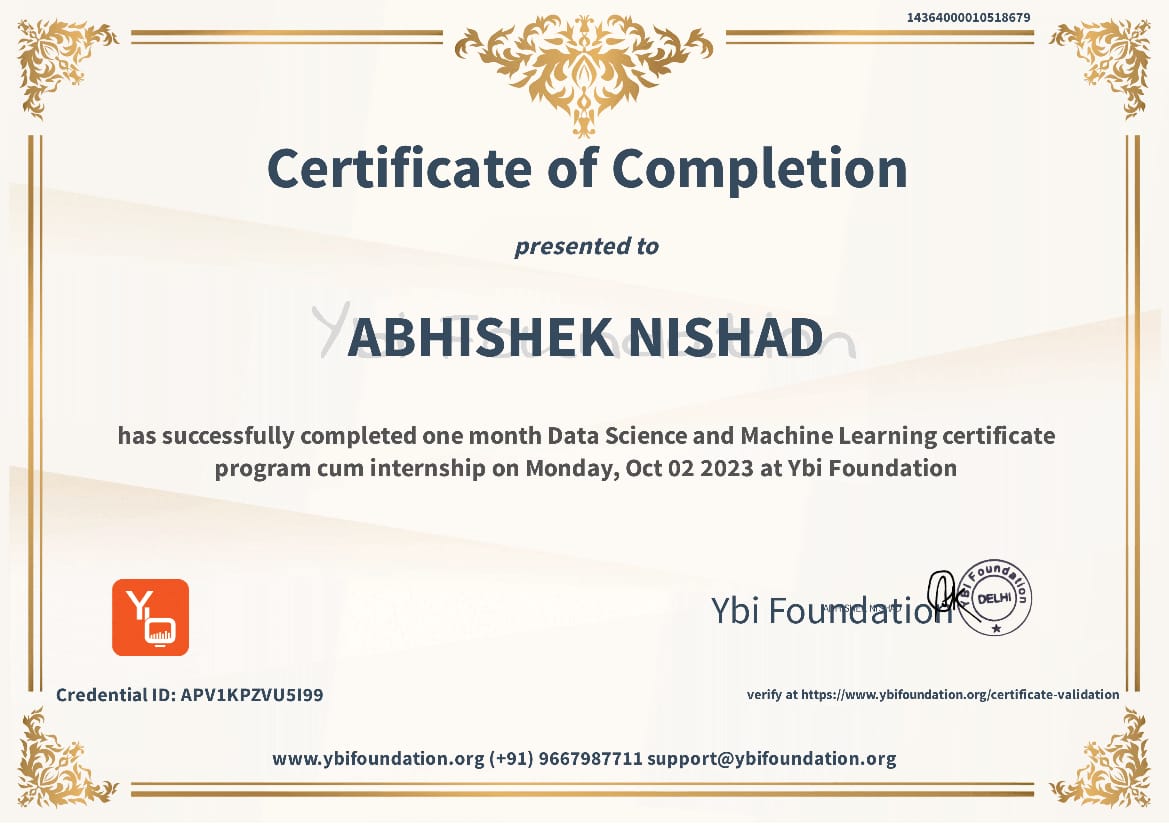 14364000010518679
Certificate of Completion
presented to
Ybi Foundation
ABHISHEK NISHAD
has successfully completed one month Data Science and Machine Learning certificate
program cum internship on Monday, Oct 02 2023 at Ybi Foundation
Ybi Foundation
ABHISHEK NISHAD
Ybi Foundation
DELHI
Credential ID: APV1KPZVU5I99
verify at https://www.ybifoundation.org/certificate-validation
www.ybifoundation.org (+91) 9667987711 support@ybifoundation.org